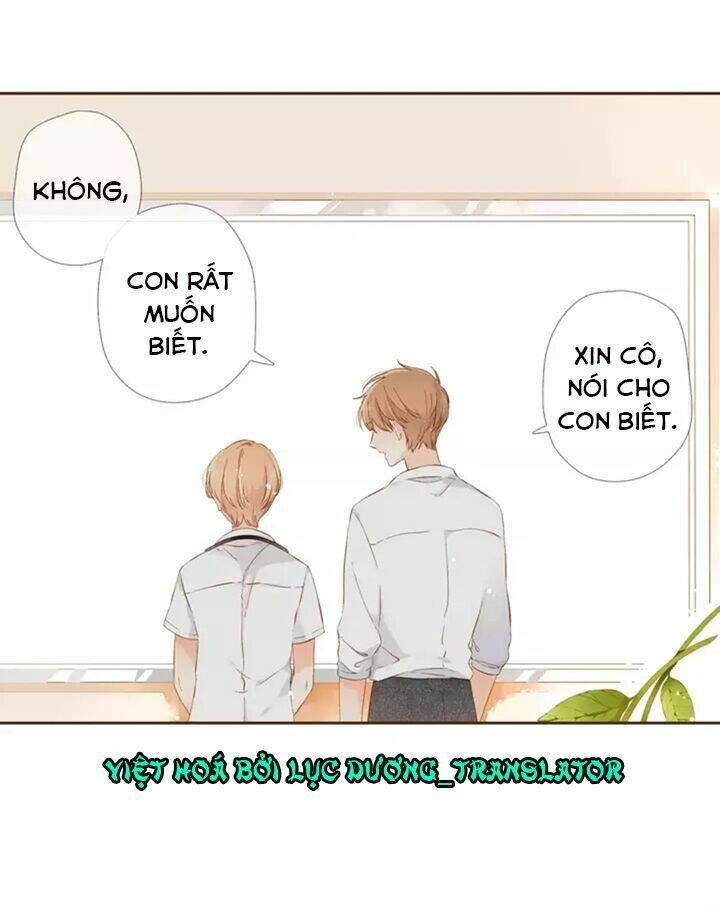 KHÔNG,
CON RẤT
MUỐN
BIẾT.
XIN CÔ,
NÓI CHO
CON BIẾT.
VIỆT HOÁ BỞI LỤC DƯƠNG_TRANSLATOR